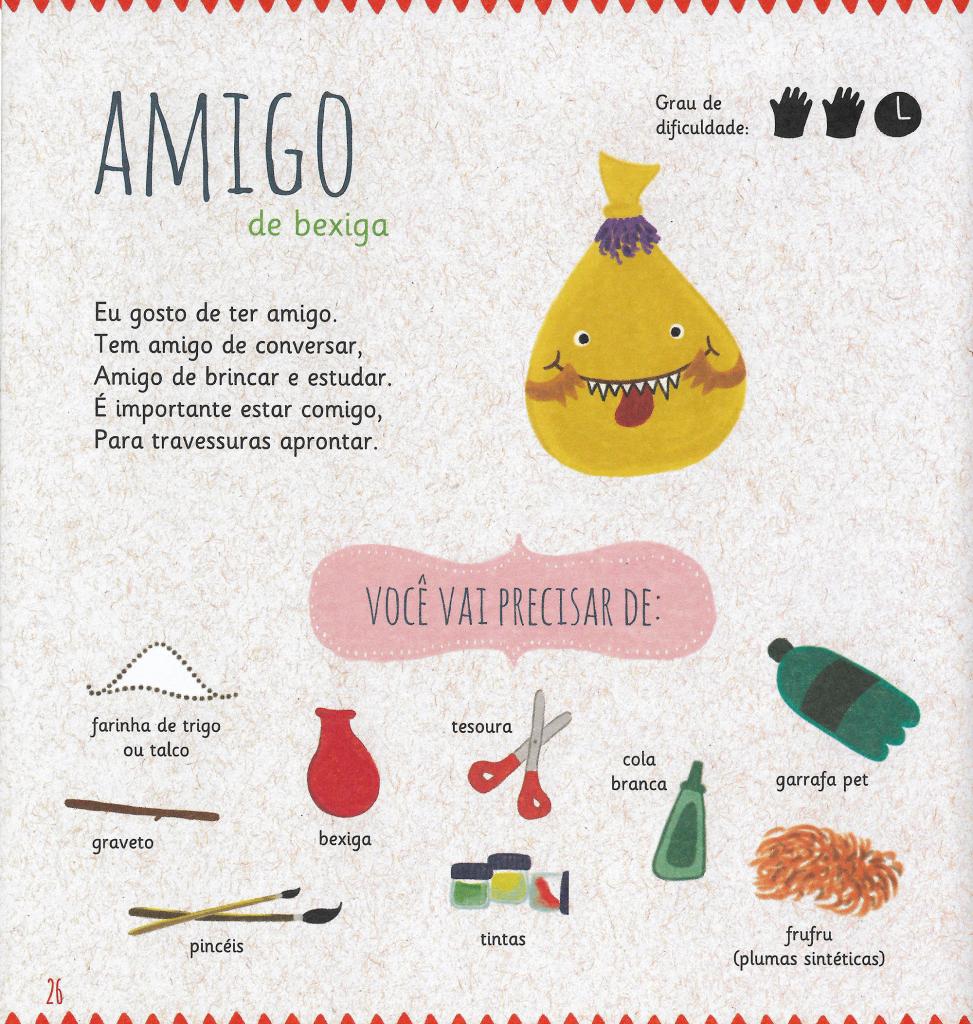 AMIGO
de bexiga
Grau de
dificuldade:
Eu gosto de ter amigo.
Tem amigo de conversar,
Amigo de brincar e estudar.
É importante estar comigo,
Para travessuras aprontar.
VOCÊ VAI PRECISAR DE:
farinha de trigo
ou talco
tesoura
cola
branca
garrafa pet
graveto
bexiga
pincéis
tintas
frufru
(plumas sintéticas)
26